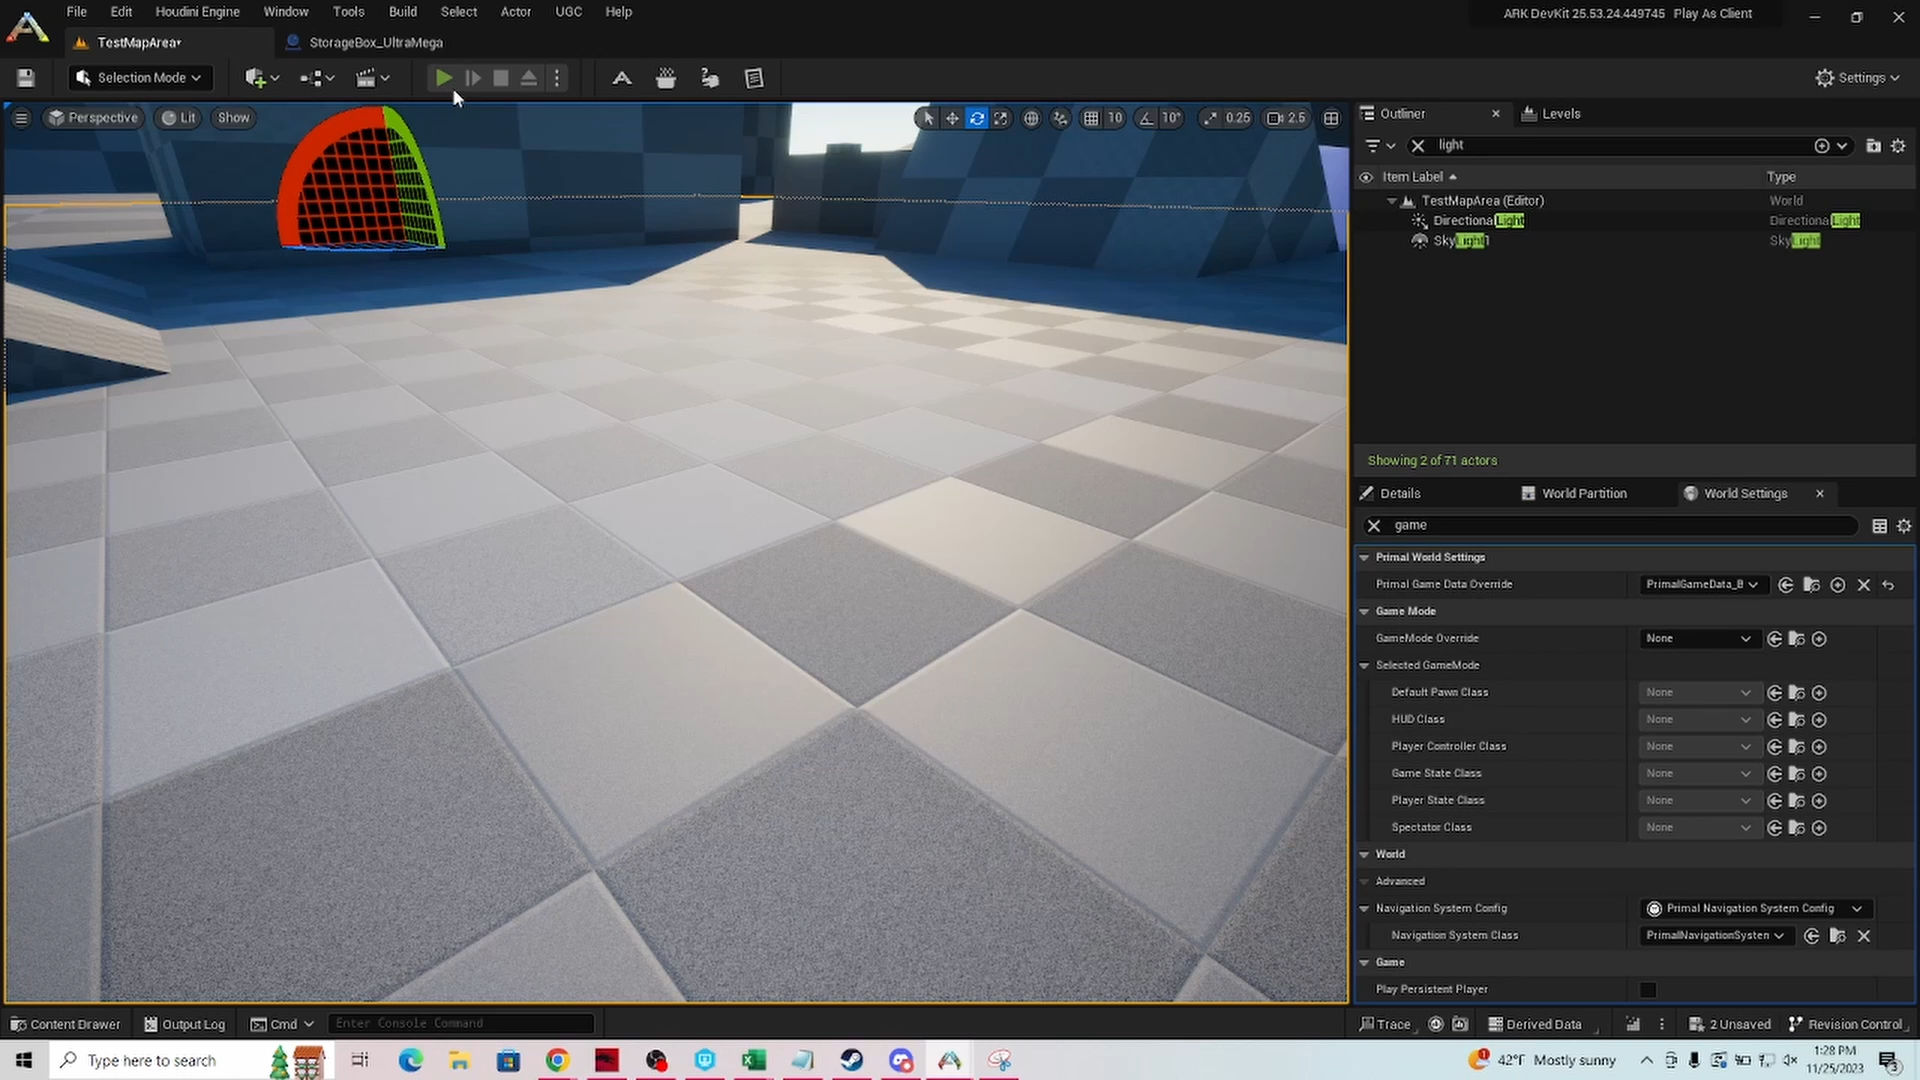 File Edit Houdini Engine Window Tools Build Select Actor UGC Help
ARK DevKit 25.53.24.449745 Play As Client
TestMapArea•
StorageBox_UltraMega
Selection Mode
Settings
Perspective Lit Show
10 10° 0.25 2.5
Outliner Levels
light
Item Label Type
TestMapArea (Editor) World
DirectionalLight DirectionalLight
SkyLight1 SkyLight
Showing 2 of 71 actors
Details World Partition World Settings
game
Primal World Settings
Primal Game Data Override PrimalGameData_B
Game Mode
GameMode Override None
Selected GameMode
Default Pawn Class None
HUD Class None
Player Controller Class None
Game State Class None
Player State Class None
Spectator Class None
World
Advanced
Navigation System Config Primal Navigation System Config
Navigation System Class PrimalNavigationSysten
Game
Play Persistent Player
Content Drawer Output Log Cmd Enter Console Command
Trace Derived Data 2 Unsaved Revision Control
Type here to search
42°F Mostly sunny
1:28 PM
11/25/2023
3